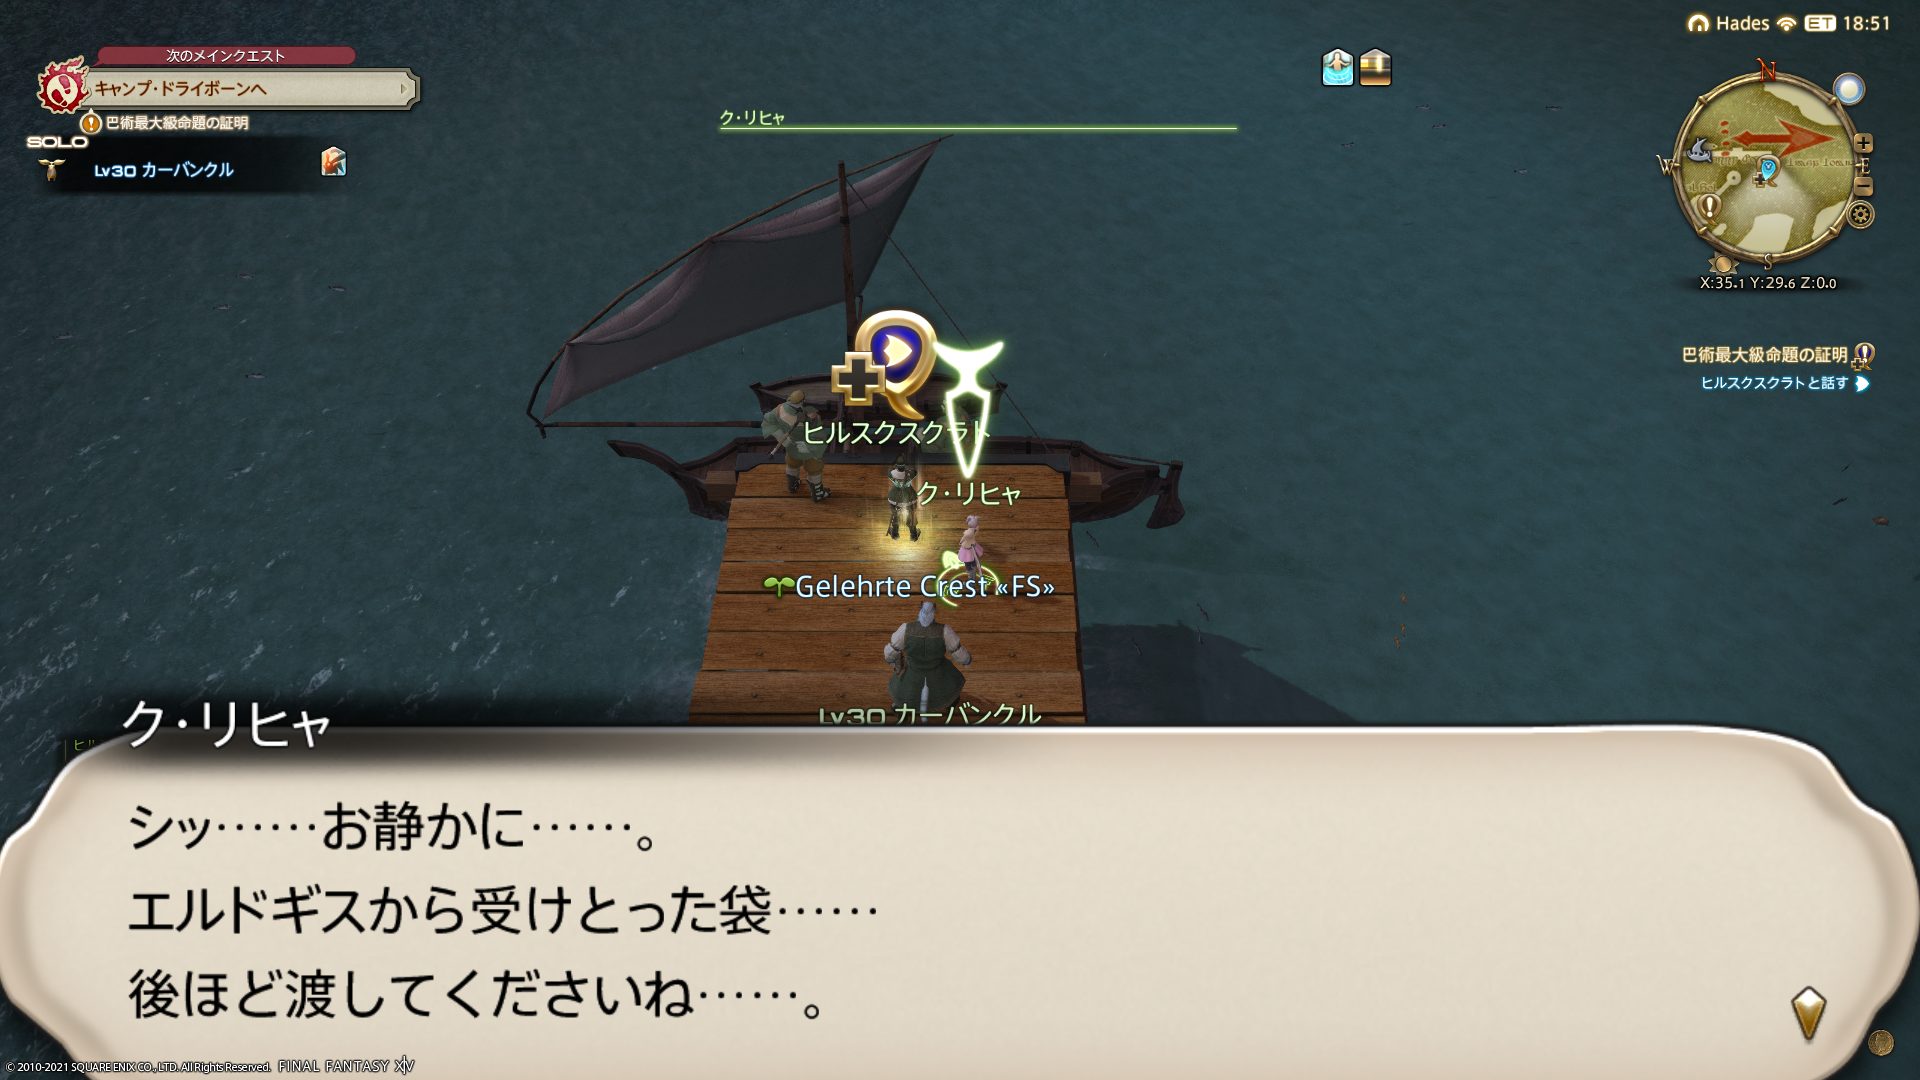 Hades ET 18:51
次のメインクエスト
キャンプ・ドライボーンへ
巴術最大級命題の証明
SOLO
Lv30 カーバンクル
ク・リヒャ
N
W
E
S
X:35.1 Y:29.6 Z:0.0
巴術最大級命題の証明
ヒルスクスクラトと話す
ヒルスクスクラト
ク・リヒャ
Gelehrte Crest «FS»
Lv30 カーバンクル
ク・リヒャ
シッ……お静かに……。
エルドギスから受けとった袋……
後ほど渡してくださいね……。
© 2010-2021 SQUARE ENIX CO., LTD. All Rights Reserved. FINAL FANTASY XIV